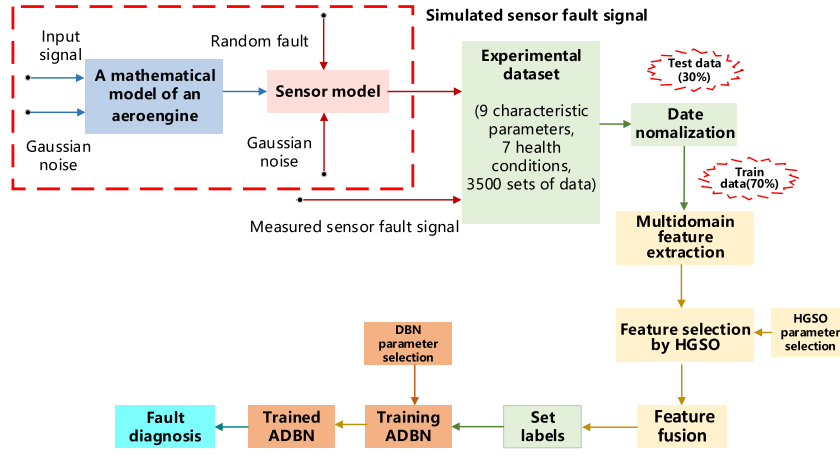 Simulated sensor fault signal
Input
signal
Random fault
A mathematical
model of an
aeroengine
Sensor model
Gaussian
noise
Gaussian
noise
Measured sensor fault signal
Experimental
dataset
(9 characteristic
parameters,
7 health
conditions,
3500 sets of data)
Test data
(30%)
Date
nomalization
Train
data(70%)
Multidomain
feature
extraction
Feature selection
by HGSO
HGSO
parameter
selection
DBN
parameter
selection
Fault
diagnosis
Trained
ADBN
Training
ADBN
Set
labels
Feature
fusion